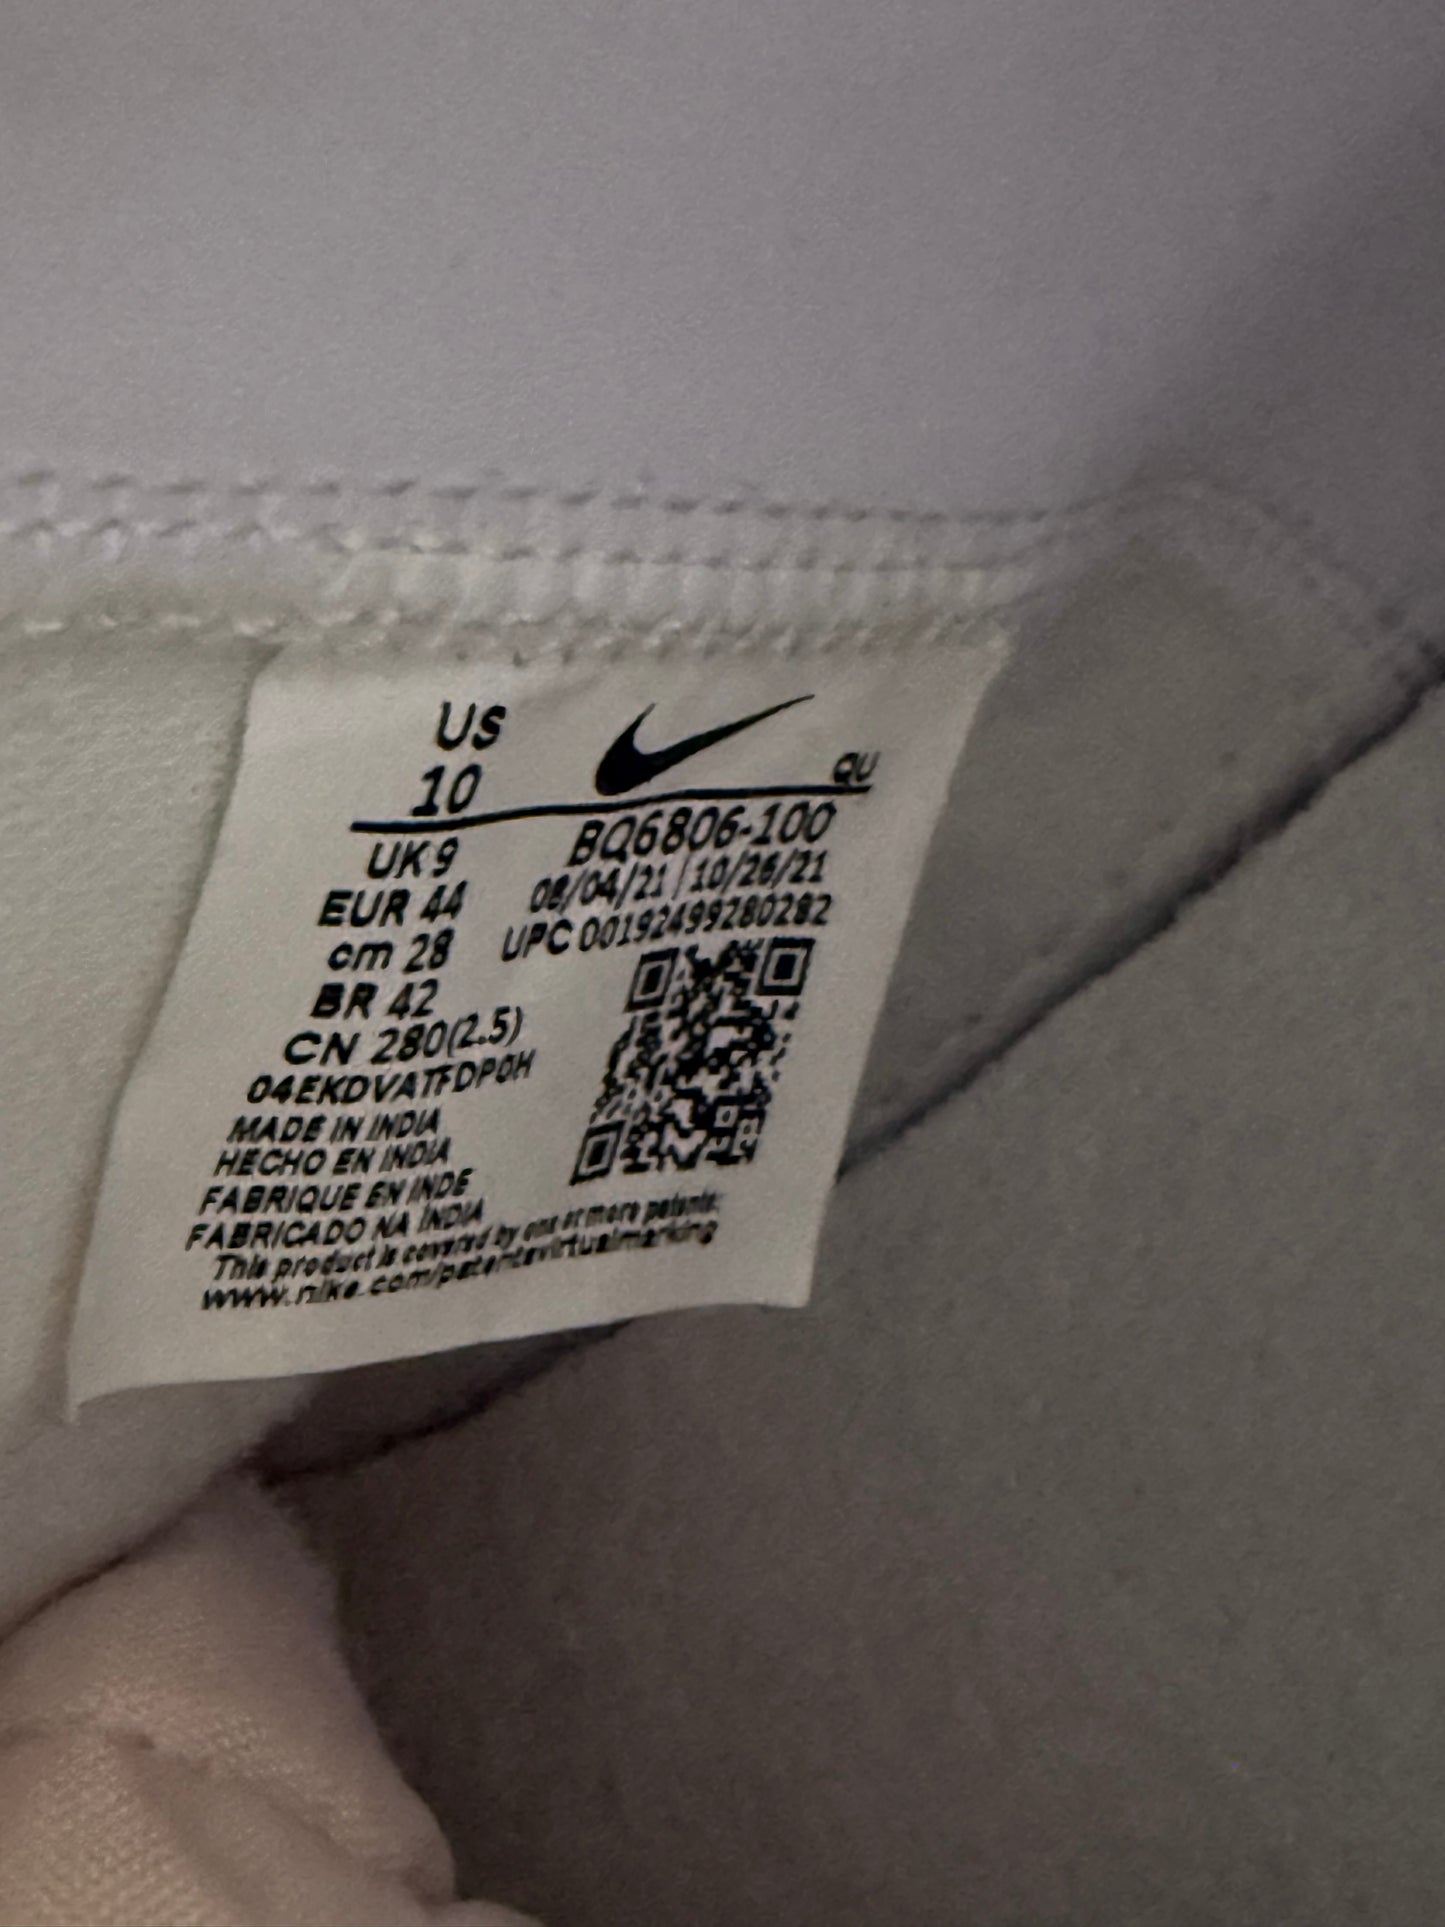 US
10
QU
UK 9
EUR 44
cm 28
BR 42
CN 280(2.5)
04EKDVATFDP0H
BQ6806-100
08/04/21 | 10/26/21
UPC 00192499280282
MADE IN INDIA
HECHO EN INDIA
FABRIQUE EN INDE
FABRICADO NA ÍNDIA
This product is covered by one or more patents:
www.nike.com/patentsvirtualmarking